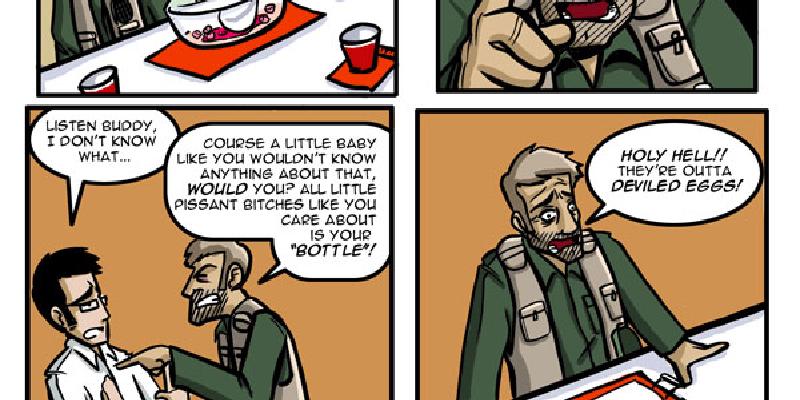 LISTEN BUDDY,
I DON'T KNOW
WHAT...
COURSE A LITTLE BABY
LIKE YOU WOULDN'T KNOW
ANYTHING ABOUT THAT,
WOULD YOU? ALL LITTLE
PISSANT BITCHES LIKE YOU
CARE ABOUT
IS YOUR
"BOTTLE"!
HOLY HELL!!
THEY'RE OUTTA
DEVILED EGGS!